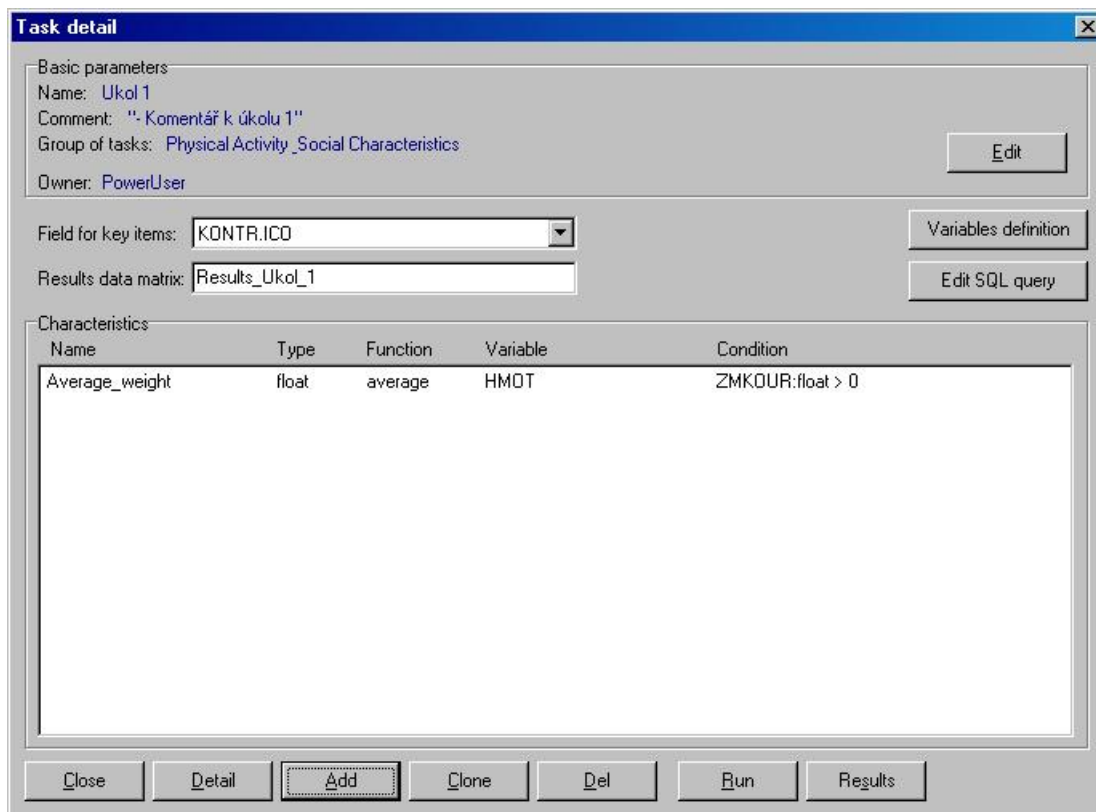 Task detail
Basic parameters
Name: Ukol 1
Comment: "- Komentář k úkolu 1"
Group of tasks: Physical Activity_Social Characteristics
Edit
Owner: PowerUser
Field for key items: KONTR.ICO
Variables definition
Results data matrix: Results_Ukol_1
Edit SQL query
Characteristics
Name Type Function Variable Condition
Average_weight float average HMOT ZMKOUR:float > 0
Close Detail Add Clone Del Run Results